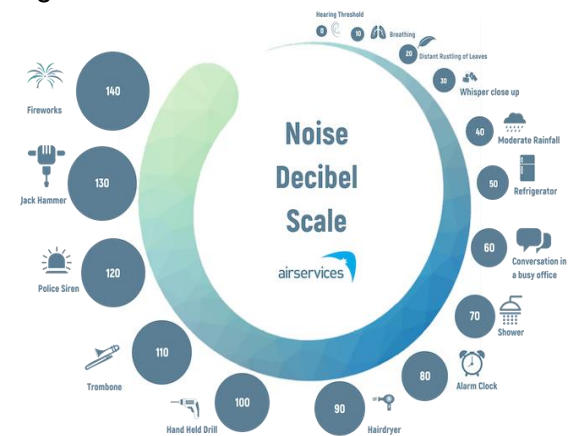 Hearing Threshold
0
10
Breathing
20
Distant Rustling of Leaves
30
Whisper close up
40
Moderate Rainfall
50
Refrigerator
60
Conversation in
a busy office
70
Shower
80
Alarm Clock
90
Hairdryer
100
Hand Held Drill
110
Trombone
120
Police Siren
130
Jack Hammer
140
Fireworks
Noise
Decibel
Scale
airservices